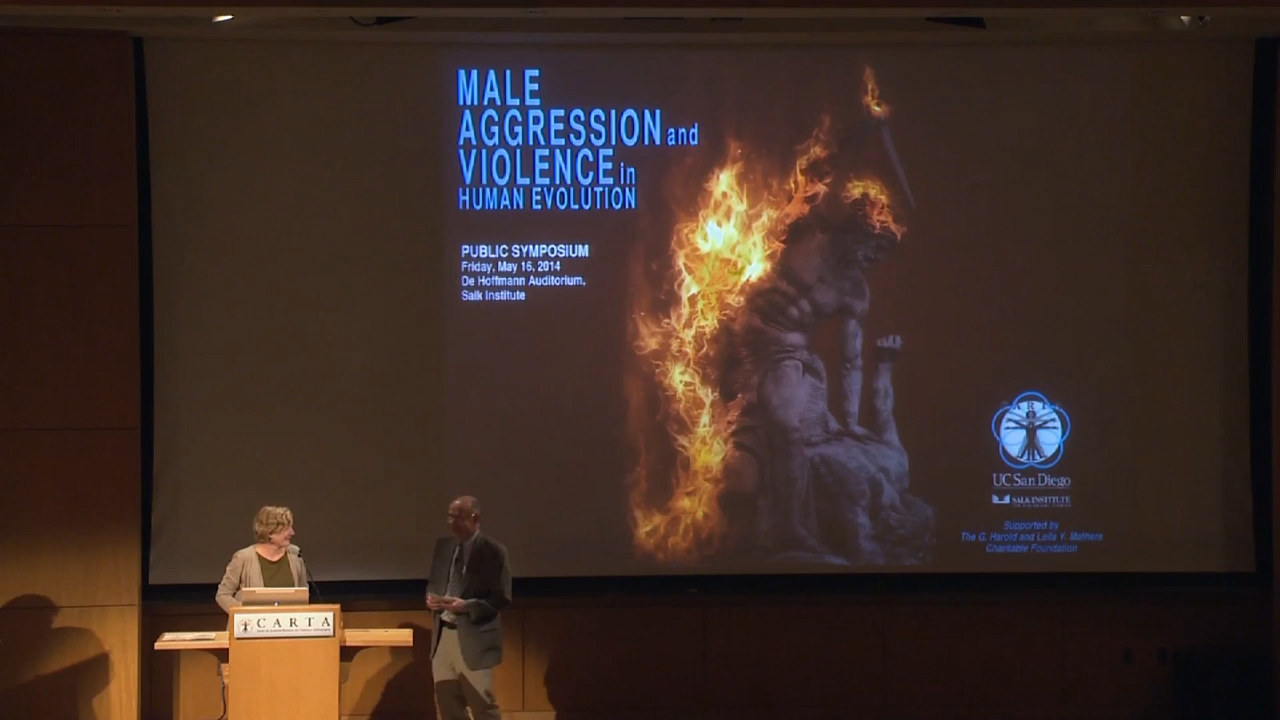 MALE
AGGRESSION and
VIOLENCE in
HUMAN EVOLUTION
PUBLIC SYMPOSIUM
Friday, May 16, 2014
De Hoffmann Auditorium,
Salk Institute
CARTA
UC San Diego
SALK INSTITUTE
Supported by
The G. Harold and Leila Y. Mathers
Charitable Foundation
CARTA